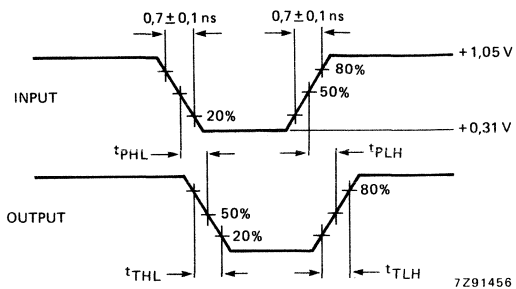 0,7 ± 0,1 ns
0,7 ± 0,1 ns
+1,05 V
80%
INPUT
50%
20%
+0,31 V
tPHL
tPLH
80%
OUTPUT
50%
20%
tTHL
tTLH
7Z91456